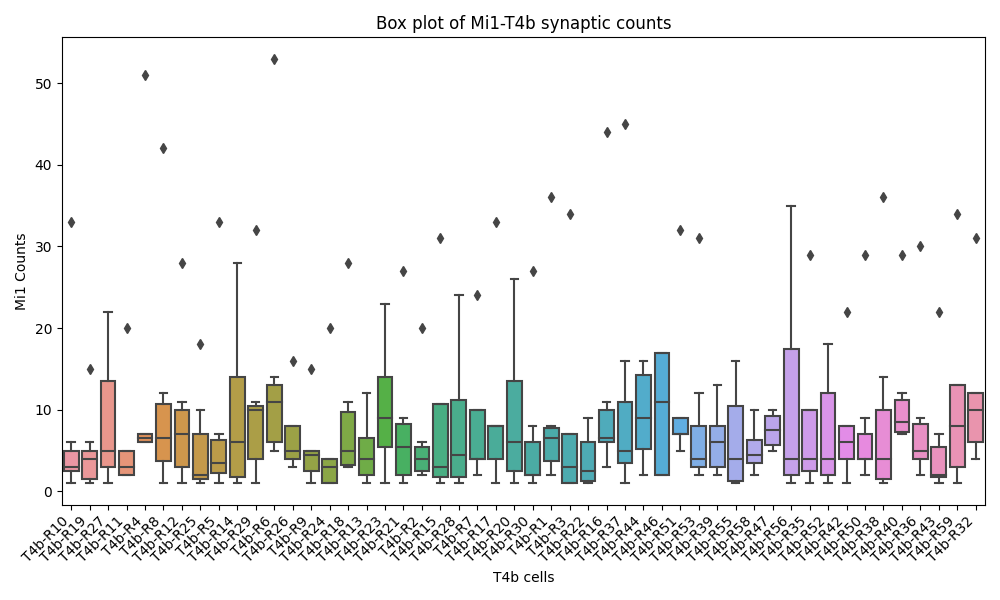 Box plot of Mi1-T4b synaptic counts
Mi1 Counts
50
40
30
20
10
0
T4b-R10
T4b-R19
T4b-R27
T4b-R11
T4b-R4
T4b-R8
T4b-R12
T4b-R25
T4b-R5
T4b-R14
T4b-R29
T4b-R6
T4b-R26
T4b-R9
T4b-R24
T4b-R18
T4b-R13
T4b-R23
T4b-R21
T4b-R2
T4b-R15
T4b-R28
T4b-R7
T4b-R17
T4b-R20
T4b-R30
T4b-R1
T4b-R3
T4b-R22
T4b-R16
T4b-R37
T4b-R44
T4b-R46
T4b-R51
T4b-R53
T4b-R39
T4b-R55
T4b-R58
T4b-R47
T4b-R56
T4b-R35
T4b-R52
T4b-R42
T4b-R50
T4b-R38
T4b-R40
T4b-R36
T4b-R43
T4b-R59
T4b-R32
T4b cells